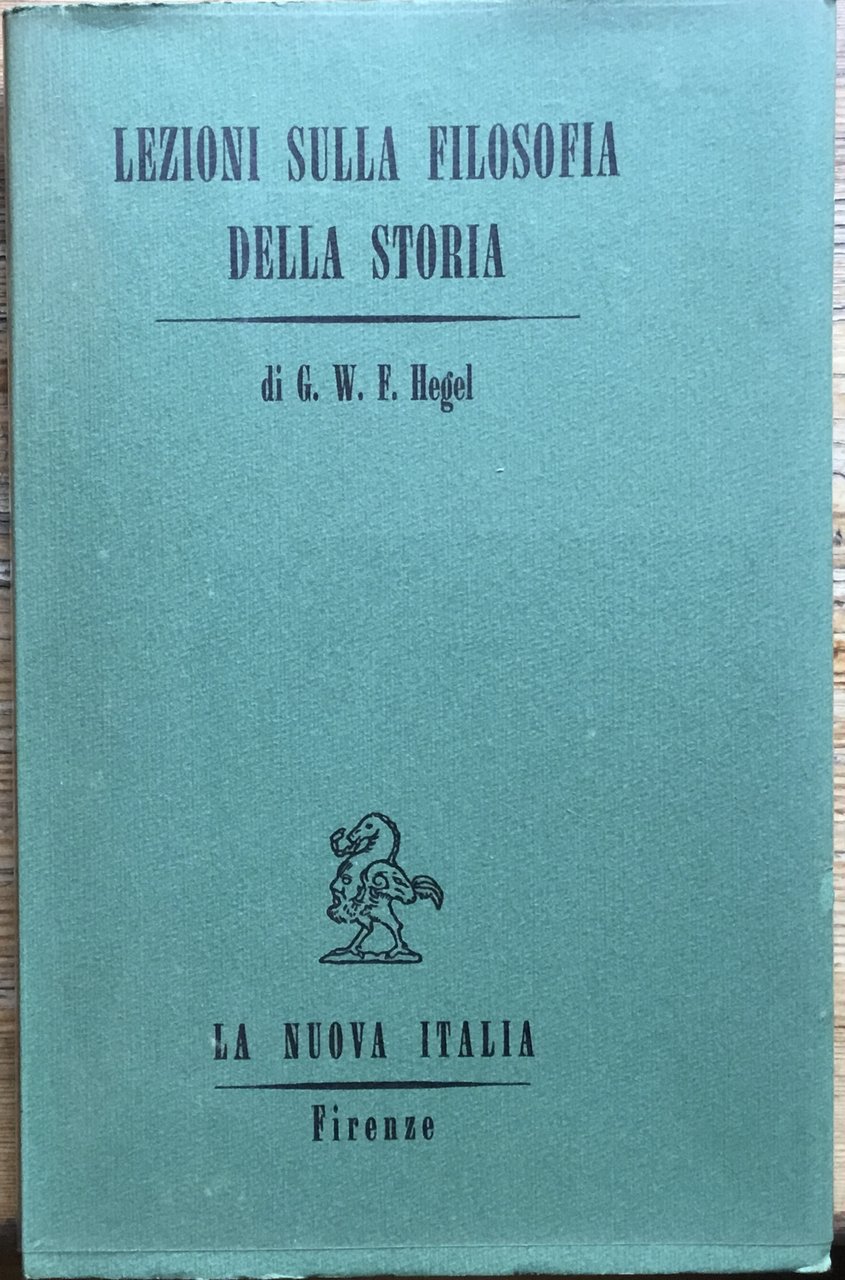 LEZIONI SULLA FILOSOFIA
DELLA STORIA
di G. W. F. Hegel
LA NUOVA ITALIA
Firenze